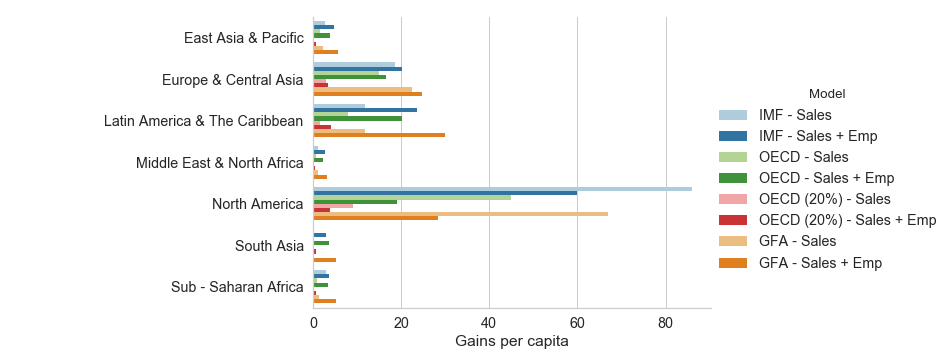 East Asia & Pacific
Europe & Central Asia
Latin America & The Caribbean
Middle East & North Africa
North America
South Asia
Sub - Saharan Africa
0 20 40 60 80
Gains per capita
Model
IMF - Sales
IMF - Sales + Emp
OECD - Sales
OECD - Sales + Emp
OECD (20%) - Sales
OECD (20%) - Sales + Emp
GFA - Sales
GFA - Sales + Emp